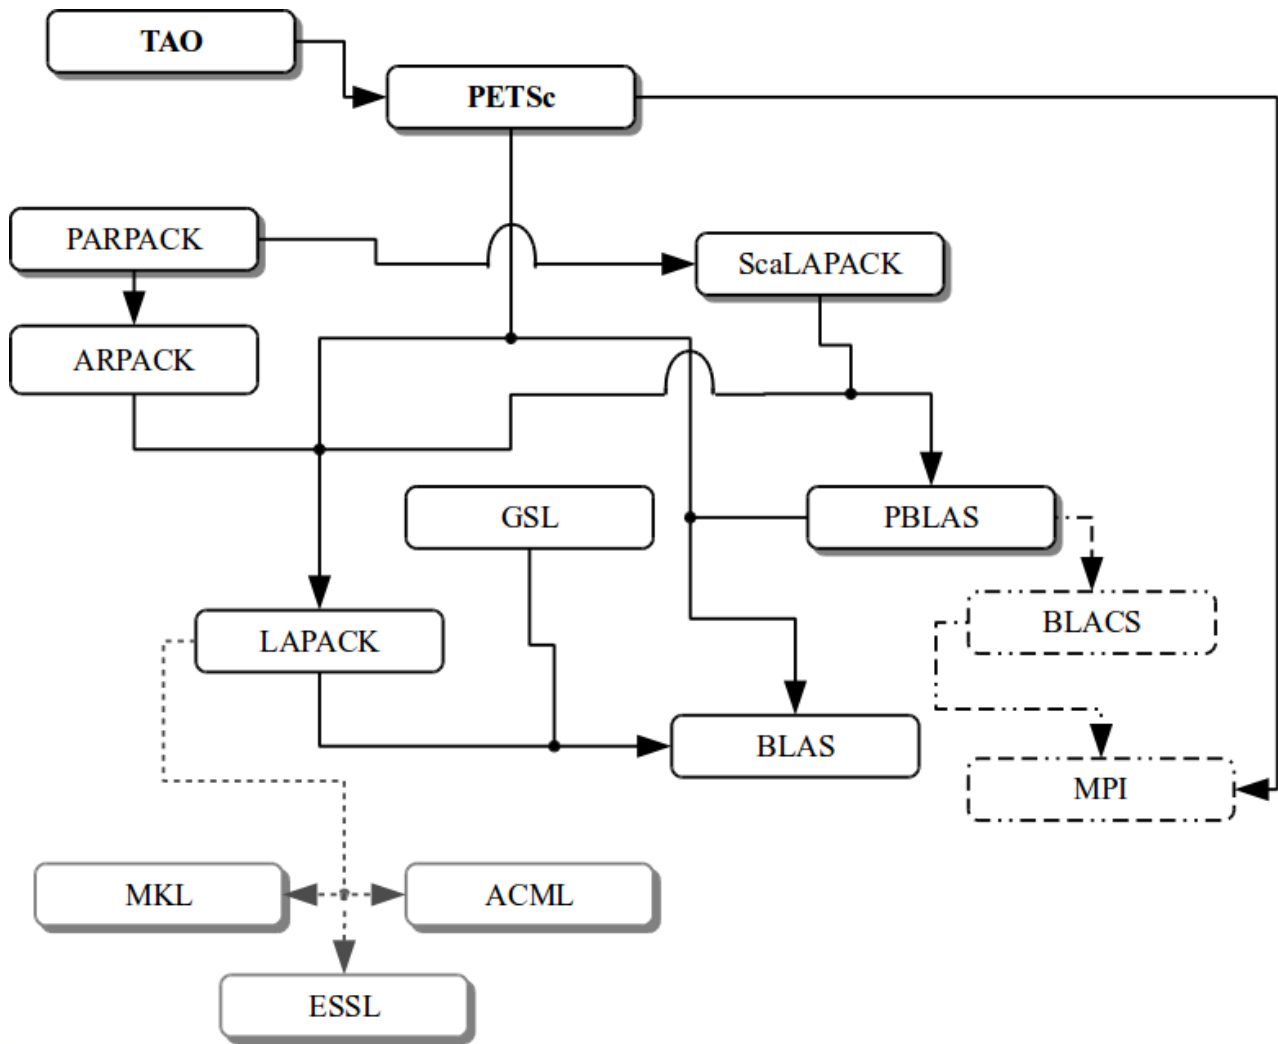 TAO
PETSc
PARPACK
ScaLAPACK
ARPACK
GSL
PBLAS
LAPACK
BLACS
BLAS
MPI
MKL
ACML
ESSL